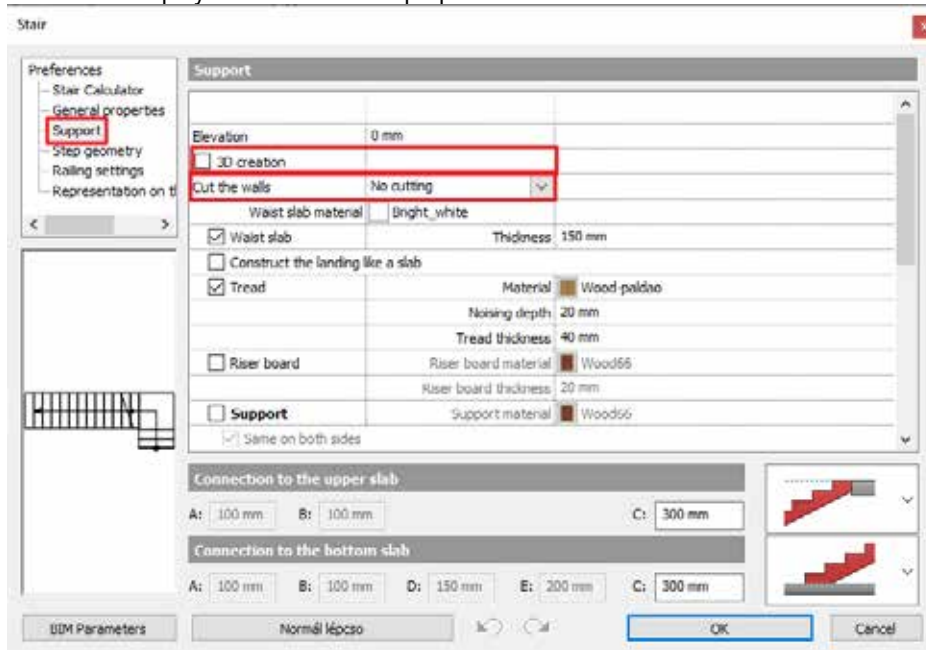 Stair
Preferences
Stair Calculator
General properties
Support
Step geometry
Railing settings
Representation on t
Support
Elevation 0 mm
3D creation
Cut the walls No cutting
Waist slab material Bright_white
Waist slab Thickness 150 mm
Construct the landing like a slab
Tread Material Wood-paldao
Noising depth 20 mm
Tread thickness 40 mm
Riser board Riser board material Wood66
Riser board thickness 20 mm
Support Support material Wood66
Same on both sides
Connection to the upper slab
A: 100 mm B: 100 mm C: 300 mm
Connection to the bottom slab
A: 100 mm B: 100 mm D: 150 mm E: 200 mm C: 300 mm
BIM Parameters Normál lépcso OK Cancel